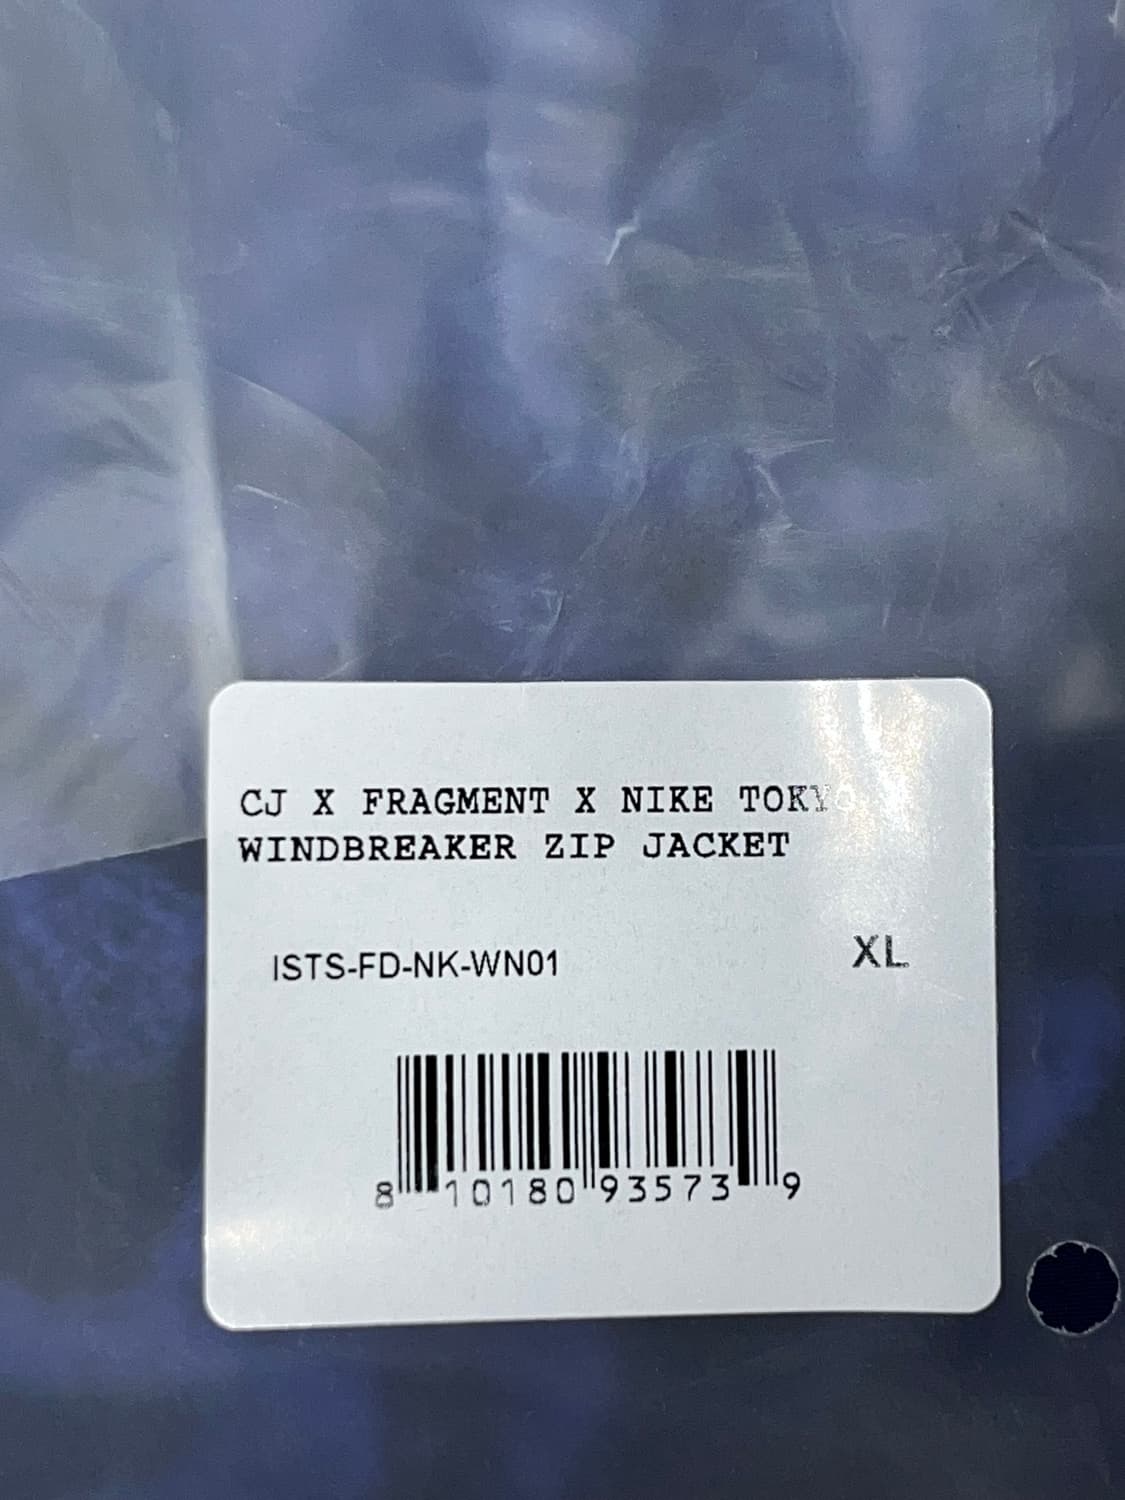 CJ X FRAGMENT X NIKE TOKYO
WINDBREAKER ZIP JACKET
ISTS-FD-NK-WN01 XL
8 10180 93573 9